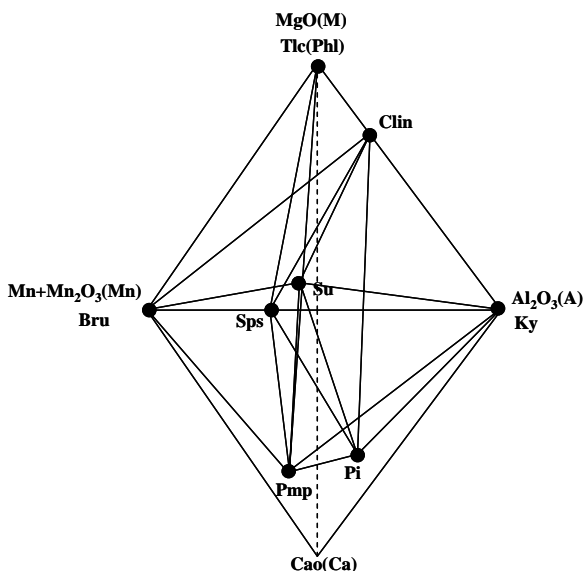 MgO(M)
Tlc(Phl)
Clin
Mn+Mn₂O₃(Mn)
Bru
Su
Sps
Al₂O₃(A)
Ky
Pi
Pmp
Cao(Ca)